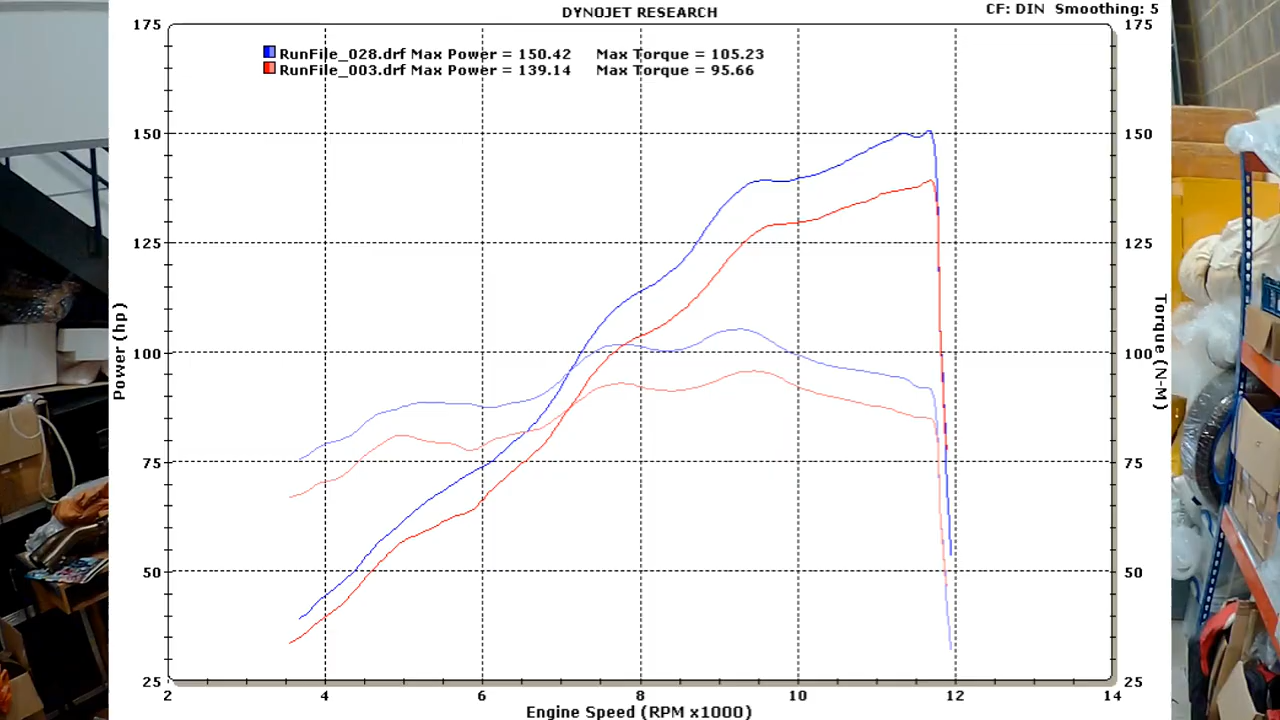 DYNOJET RESEARCH
CF: DIN Smoothing: 5
RunFile_028.drf Max Power = 150.42 Max Torque = 105.23
RunFile_003.drf Max Power = 139.14 Max Torque = 95.66
175
150
125
100
75
50
25
Power (hp)
175
150
125
100
75
50
25
Torque (N-M)
2 4 6 8 10 12 14
Engine Speed (RPM x1000)